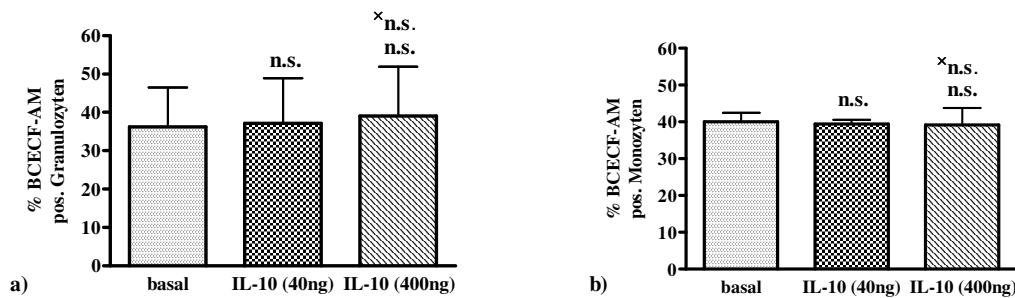 % BCECF-AM
pos. Granulozyten
60
50
40
30
20
10
0
n.s.
×n.s.
n.s.
basal
IL-10 (40ng)
IL-10 (400ng)
a)
% BCECF-AM
pos. Monozyten
60
50
40
30
20
10
0
n.s.
×n.s.
n.s.
basal
IL-10 (40ng)
IL-10 (400ng)
b)